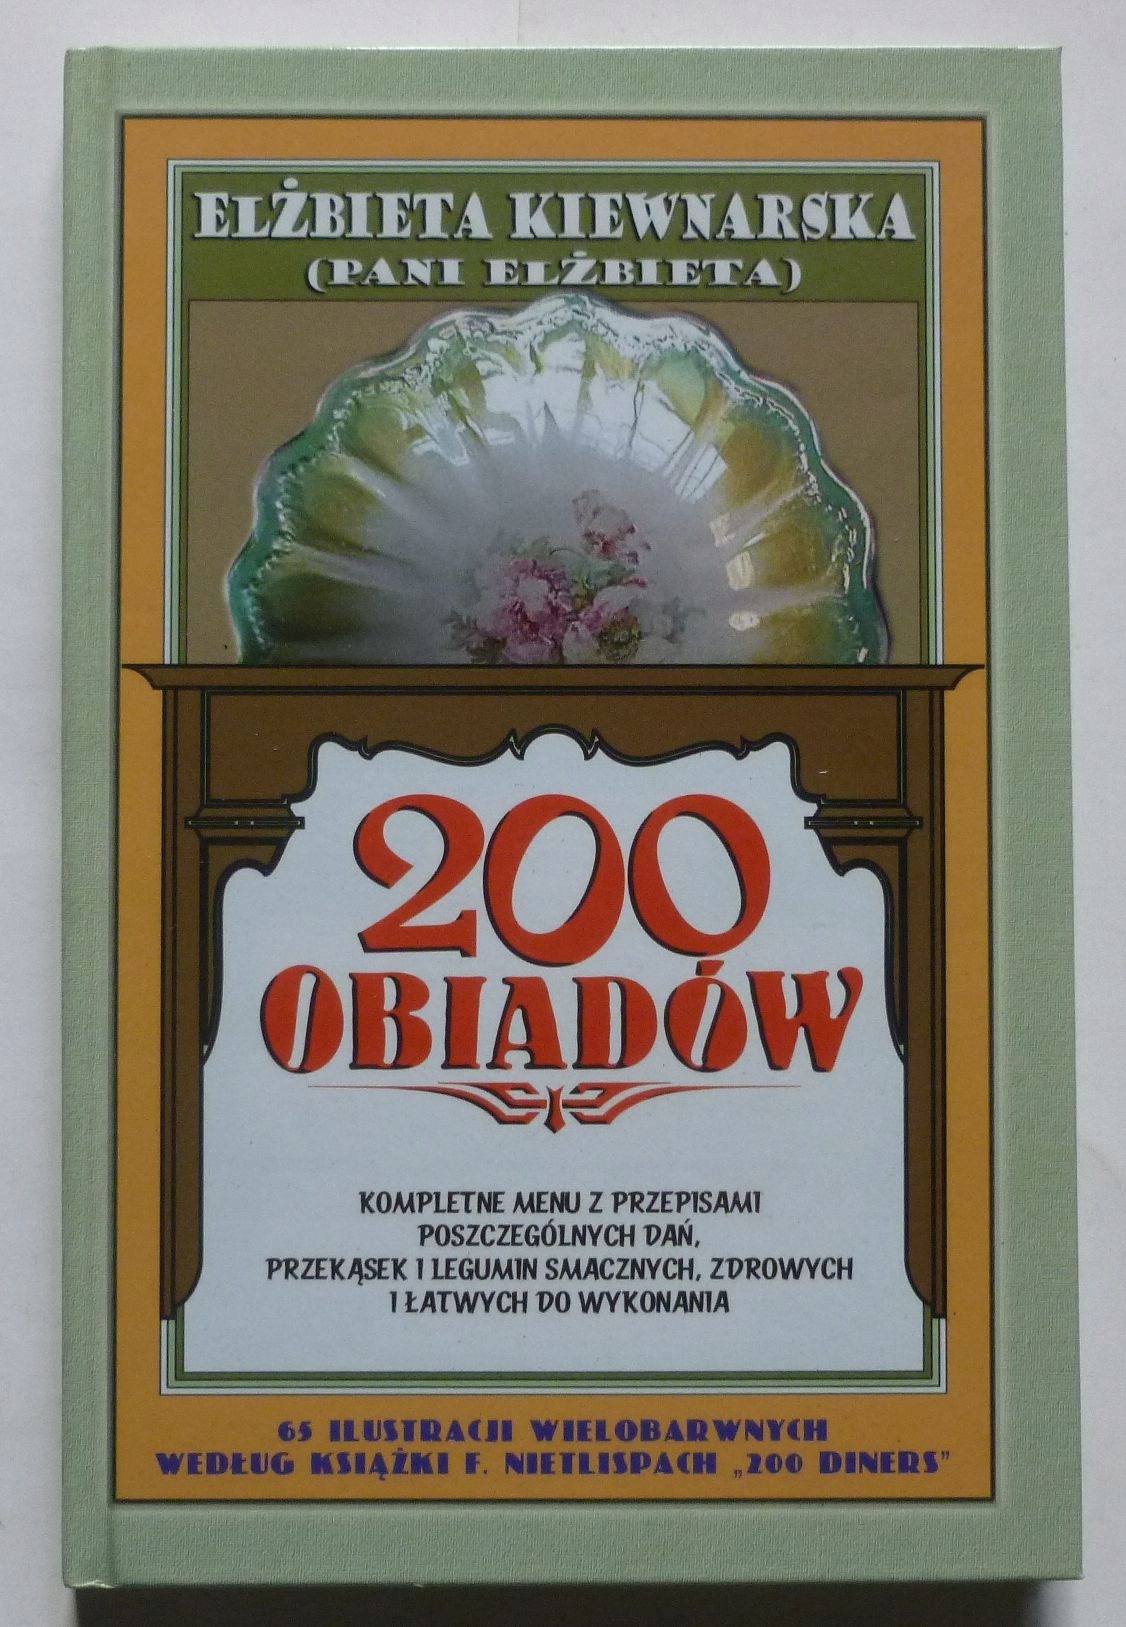 ELŻBIETA KIEWNARSKA
(PANI ELŻBIETA)
200
OBIADÓW
KOMPLETNE MENU Z PRZEPISAMI
POSZCZEGÓLNYCH DAŃ,
PRZEKĄSEK I LEGUMIN SMACZNYCH, ZDROWYCH
I ŁATWYCH DO WYKONANIA
65 ILUSTRACJI WIELOBARWNYCH
WEDŁUG KSIĄŻKI F. NIETLISPACH „200 DINERS”